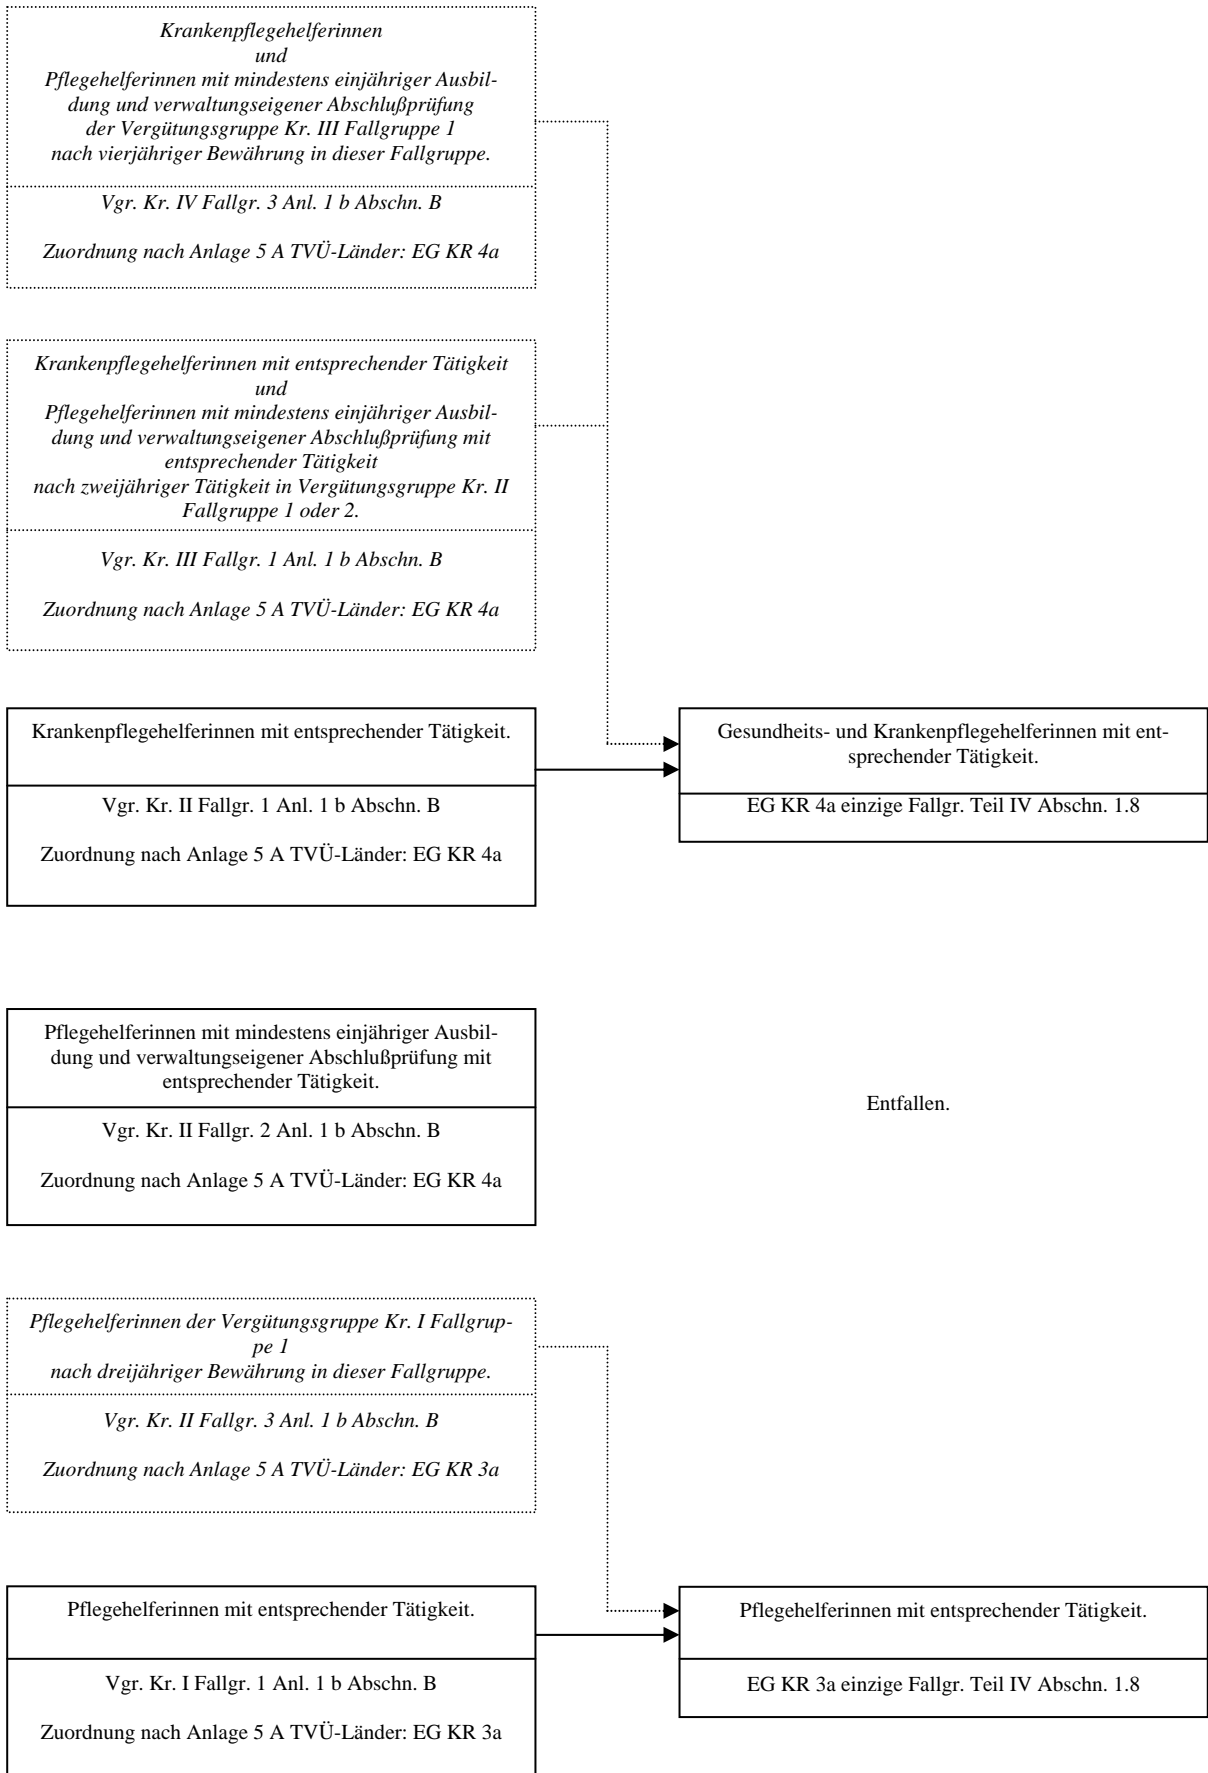 Krankenpflegehelferinnen
und
Pflegehelferinnen mit mindestens einjähriger Ausbil-
dung und verwaltungseigener Abschlußprüfung
der Vergütungsgruppe Kr. III Fallgruppe 1
nach vierjähriger Bewährung in dieser Fallgruppe.
Vgr. Kr. IV Fallgr. 3 Anl. 1 b Abschn. B
Zuordnung nach Anlage 5 A TVÜ-Länder: EG KR 4a
Krankenpflegehelferinnen mit entsprechender Tätigkeit
und
Pflegehelferinnen mit mindestens einjähriger Ausbil-
dung und verwaltungseigener Abschlußprüfung mit
entsprechender Tätigkeit
nach zweijähriger Tätigkeit in Vergütungsgruppe Kr. II
Fallgruppe 1 oder 2.
Vgr. Kr. III Fallgr. 1 Anl. 1 b Abschn. B
Zuordnung nach Anlage 5 A TVÜ-Länder: EG KR 4a
Krankenpflegehelferinnen mit entsprechender Tätigkeit.
Vgr. Kr. II Fallgr. 1 Anl. 1 b Abschn. B
Zuordnung nach Anlage 5 A TVÜ-Länder: EG KR 4a
Gesundheits- und Krankenpflegehelferinnen mit ent-
sprechender Tätigkeit.
EG KR 4a einzige Fallgr. Teil IV Abschn. 1.8
Pflegehelferinnen mit mindestens einjähriger Ausbil-
dung und verwaltungseigener Abschlußprüfung mit
entsprechender Tätigkeit.
Vgr. Kr. II Fallgr. 2 Anl. 1 b Abschn. B
Zuordnung nach Anlage 5 A TVÜ-Länder: EG KR 4a
Entfallen.
Pflegehelferinnen der Vergütungsgruppe Kr. I Fallgrup-
pe 1
nach dreijähriger Bewährung in dieser Fallgruppe.
Vgr. Kr. II Fallgr. 3 Anl. 1 b Abschn. B
Zuordnung nach Anlage 5 A TVÜ-Länder: EG KR 3a
Pflegehelferinnen mit entsprechender Tätigkeit.
Vgr. Kr. I Fallgr. 1 Anl. 1 b Abschn. B
Zuordnung nach Anlage 5 A TVÜ-Länder: EG KR 3a
Pflegehelferinnen mit entsprechender Tätigkeit.
EG KR 3a einzige Fallgr. Teil IV Abschn. 1.8